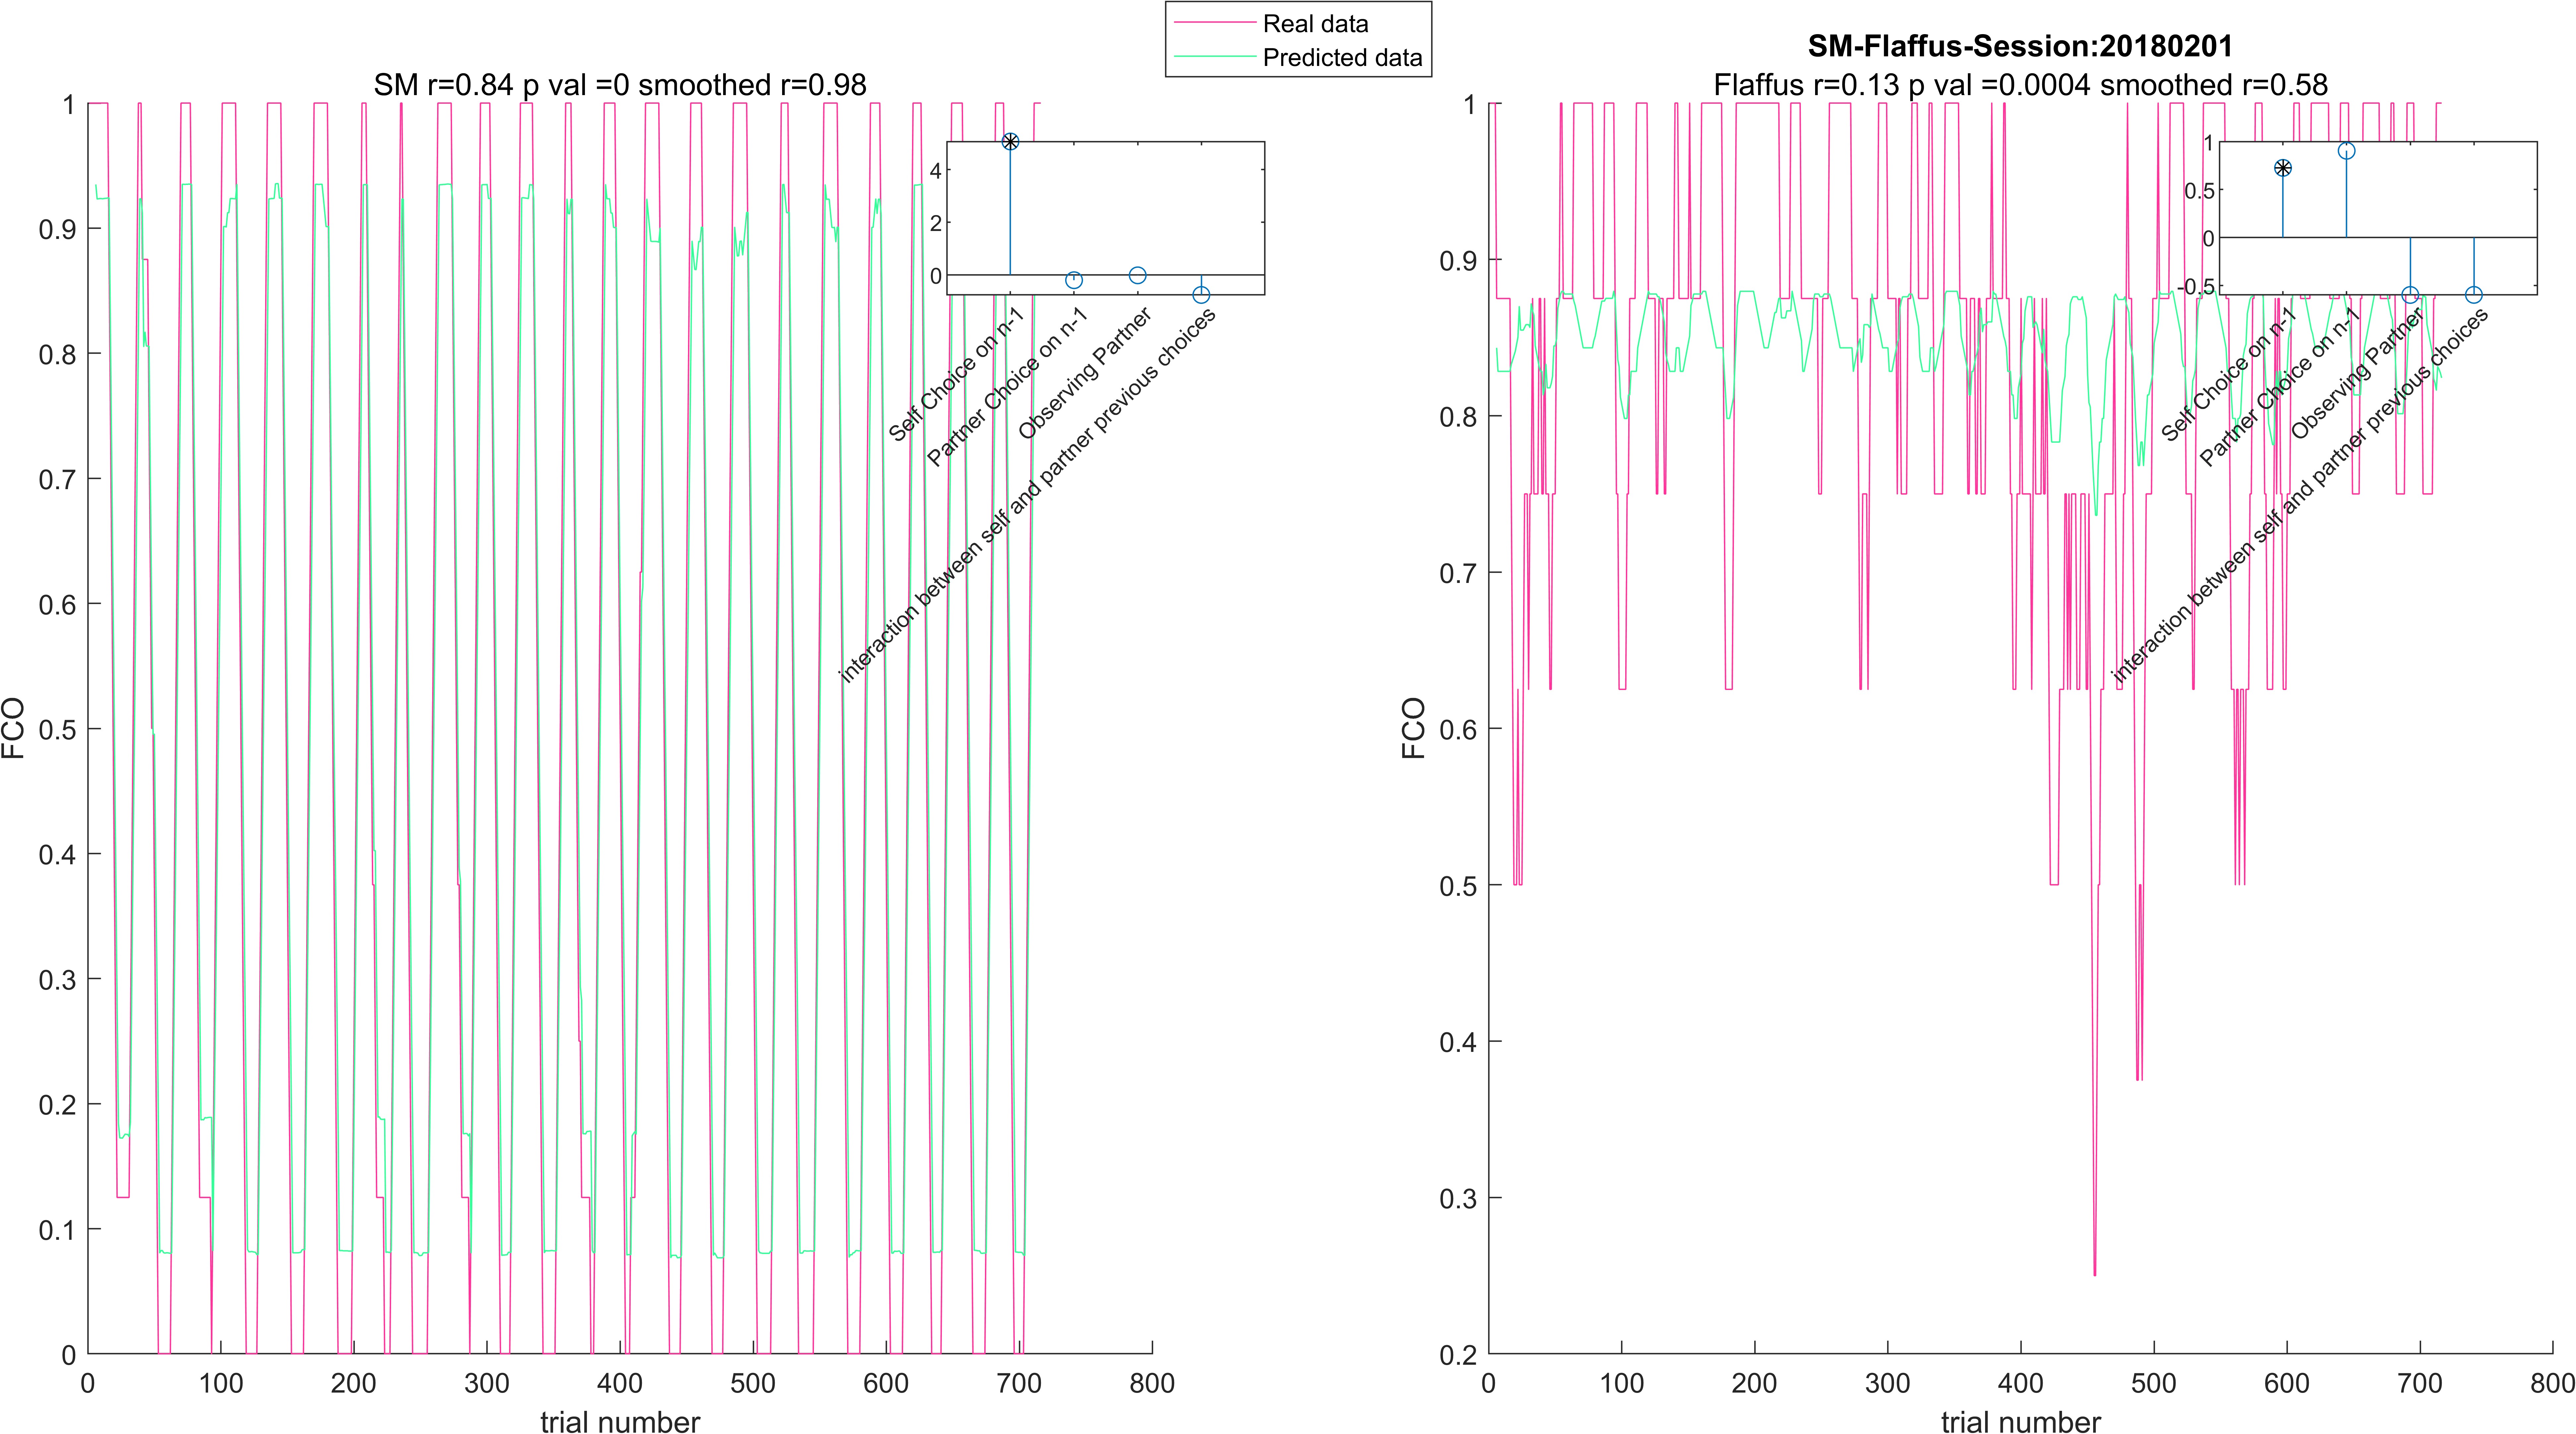 Real data
Predicted data
SM r=0.84 p val =0 smoothed r=0.98
FCO
1
0.9
0.8
0.7
0.6
0.5
0.4
0.3
0.2
0.1
0
0
100
200
300
400
500
600
700
800
trial number
4
2
0
Self Choice on n-1
Partner Choice on n-1
Observing Partner
interaction between self and partner previous choices
SM-Flaffus-Session:20180201
Flaffus r=0.13 p val =0.0004 smoothed r=0.58
FCO
1
0.9
0.8
0.7
0.6
0.5
0.4
0.3
0.2
0
100
200
300
400
500
600
700
800
trial number
1
0.5
0
-0.5
Self Choice on n-1
Partner Choice on n-1
Observing Partner
interaction between self and partner previous choices